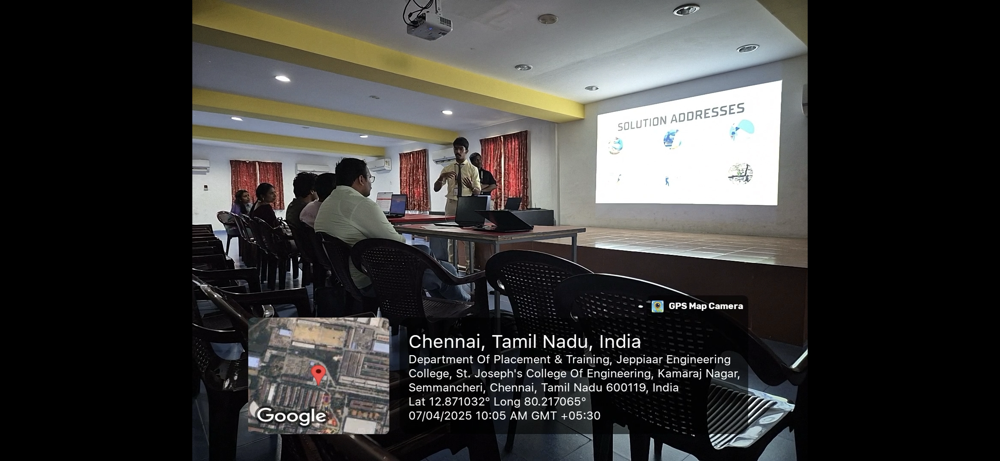 SOLUTION ADDRESSES
GPS Map Camera
Chennai, Tamil Nadu, India
Department Of Placement & Training, Jeppiaar Engineering
College, St. Joseph's College Of Engineering, Kamaraj Nagar,
Semmancheri, Chennai, Tamil Nadu 600119, India
Lat 12.871032° Long 80.217065°
07/04/2025 10:05 AM GMT +05:30
Google